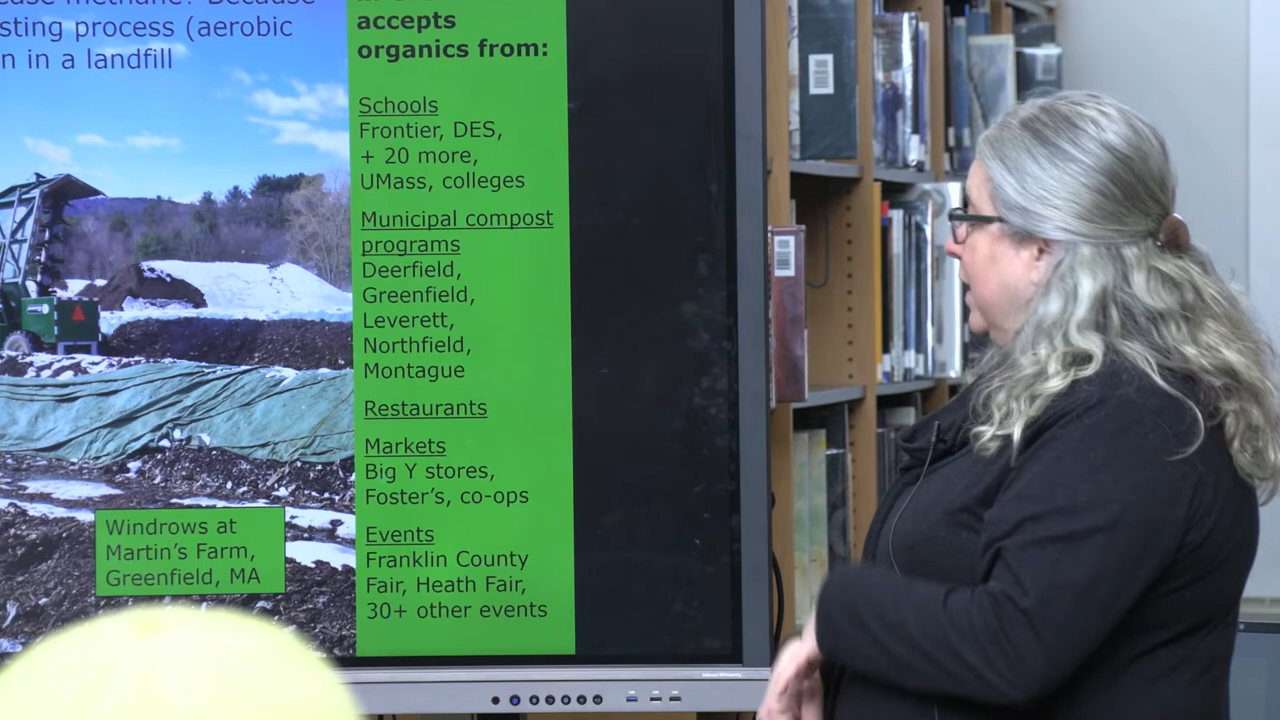 sting process (aerobic
n in a landfill
accepts
organics from:
Schools
Frontier, DES,
+ 20 more,
UMass, colleges
Municipal compost
programs
Deerfield,
Greenfield,
Leverett,
Northfield,
Montague
Restaurants
Markets
Big Y stores,
Foster's, co-ops
Events
Franklin County
Fair, Heath Fair,
30+ other events
Windrows at
Martin's Farm,
Greenfield, MA